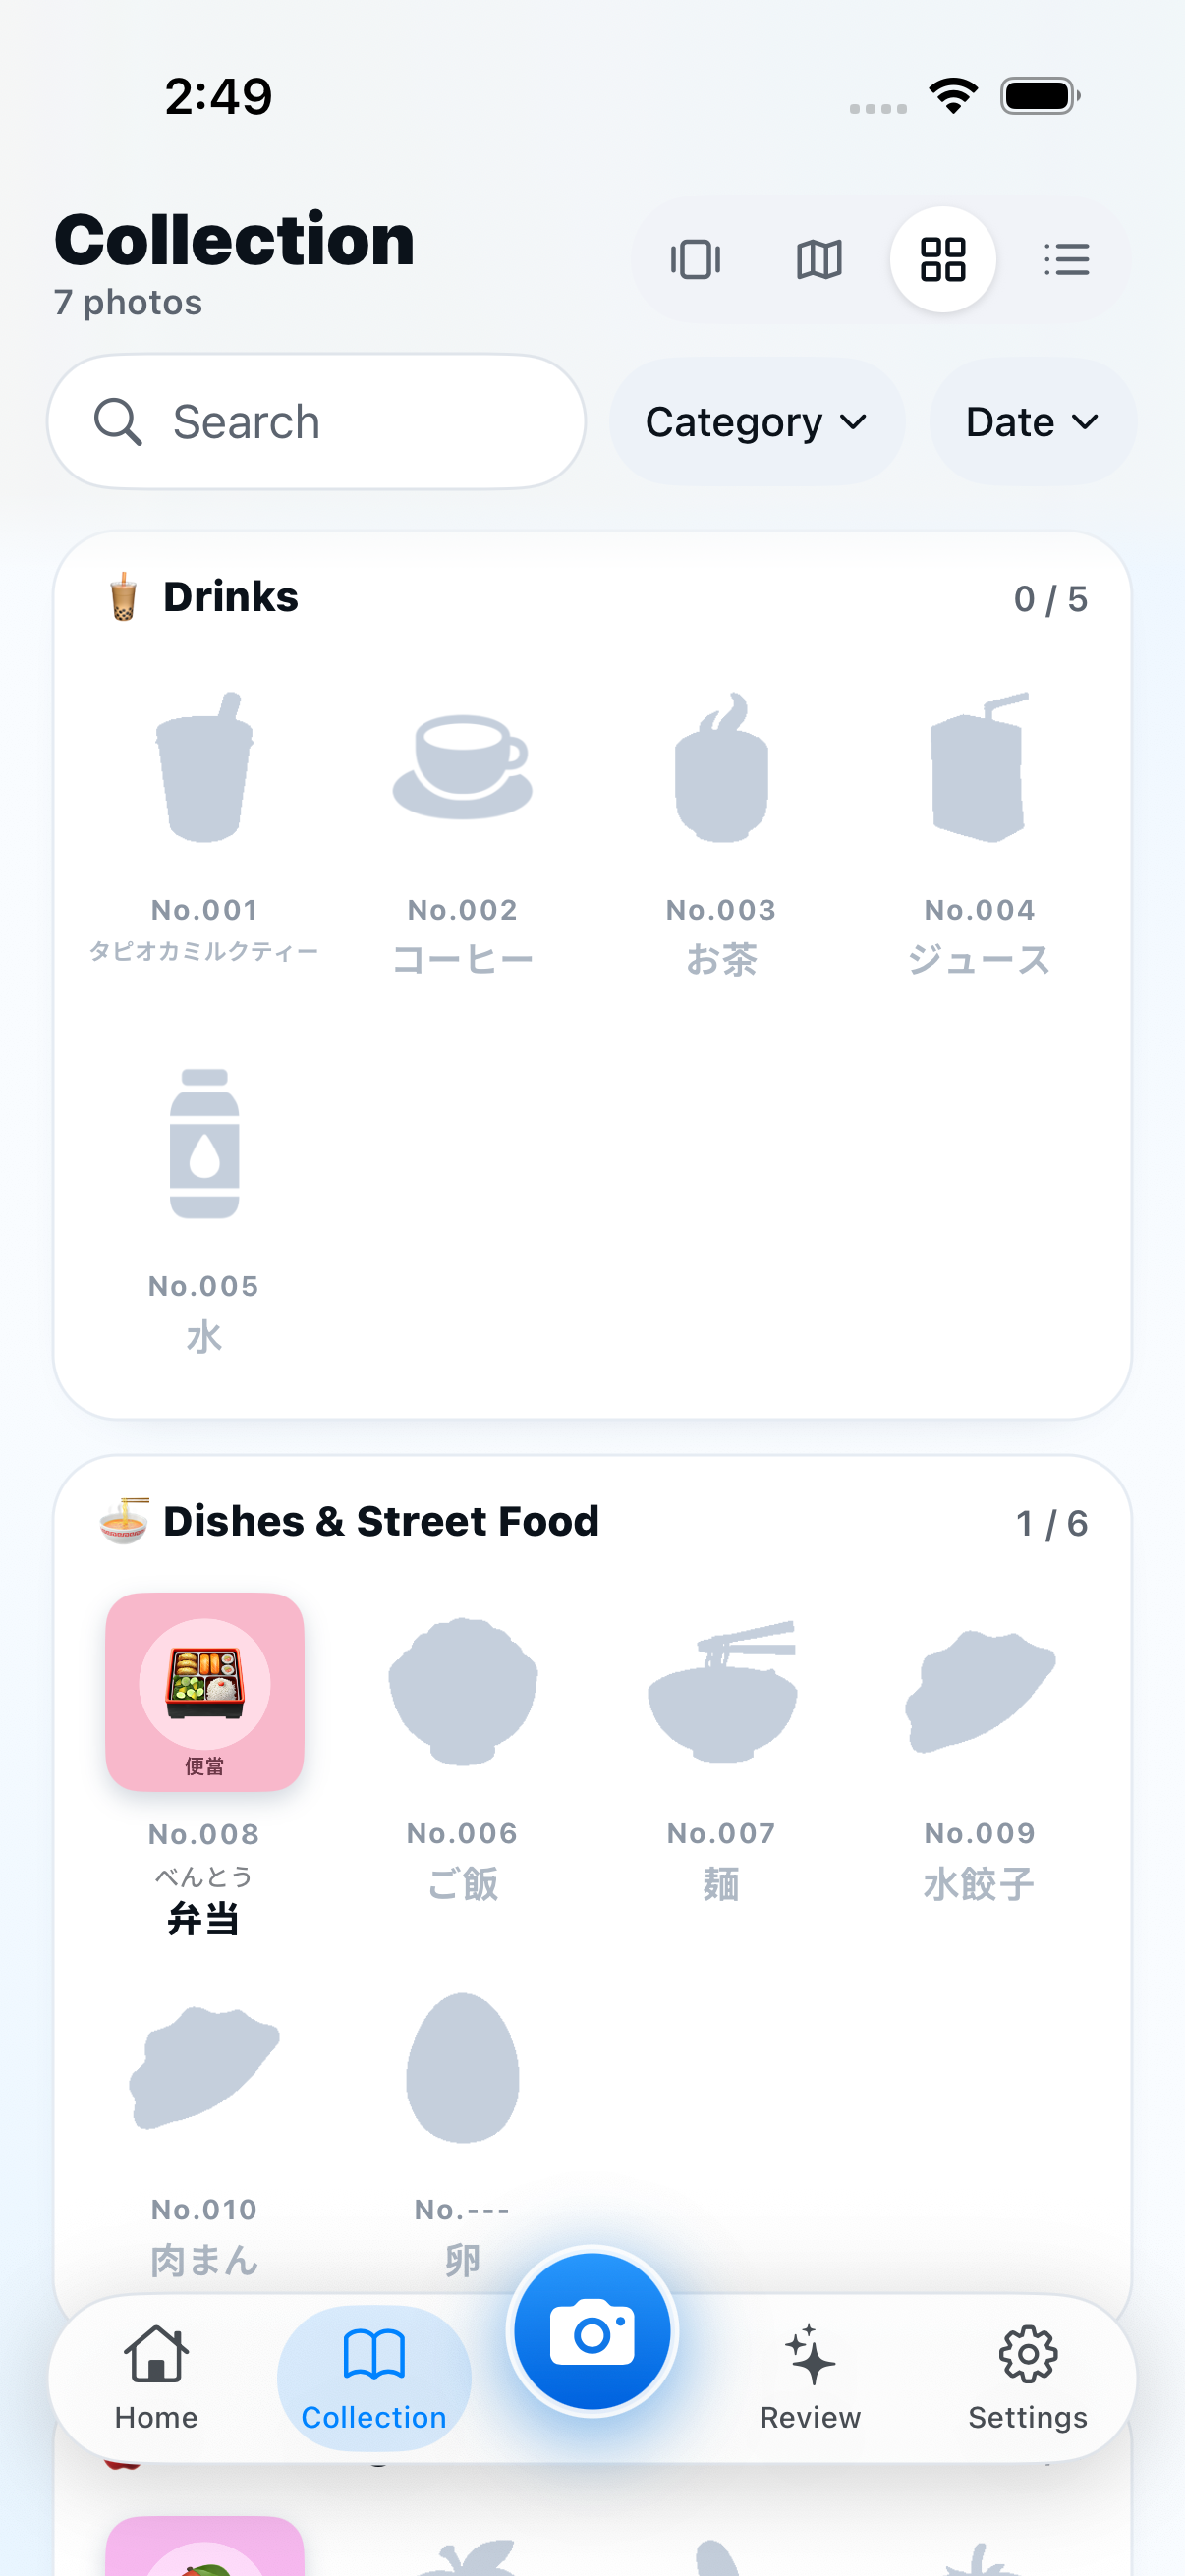 2:49
Collection
7 photos
Search
Category
Date
Drinks
0 / 5
No.001
タピオカミルクティー
No.002
コーヒー
No.003
お茶
No.004
ジュース
No.005
水
Dishes & Street Food
1 / 6
便當
No.008
べんとう
弁当
No.006
ご飯
No.007
麺
No.009
水餃子
No.010
肉まん
No.---
卵
Home
Collection
Review
Settings